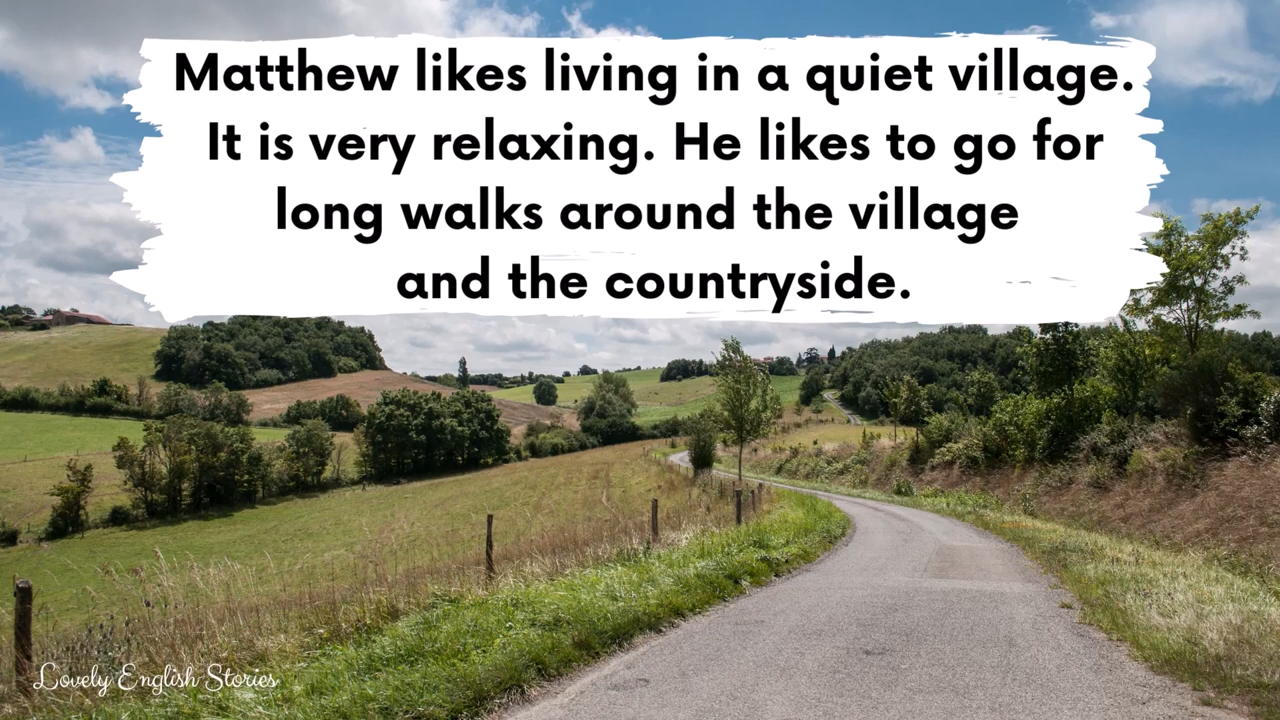 Matthew likes living in a quiet village.
It is very relaxing. He likes to go for
long walks around the village
and the countryside.
Lovely English Stories